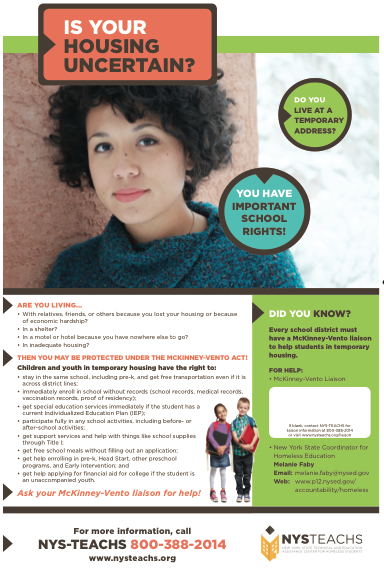 IS YOUR
HOUSING
UNCERTAIN?
DO YOU
LIVE AT A
TEMPORARY
ADDRESS?
YOU HAVE
IMPORTANT
SCHOOL
RIGHTS!
ARE YOU LIVING...
• With relatives, friends, or others because you lost your housing or because
of economic hardship?
• In a shelter?
• In a motel or hotel because you have nowhere else to go?
• In inadequate housing?
THEN YOU MAY BE PROTECTED UNDER THE MCKINNEY-VENTO ACT!
Children and youth in temporary housing have the right to:
• stay in the same school, including pre-k, and get free transportation even if it is
across district lines;
• immediately enroll in school without records (school records, medical records,
vaccination records, proof of residency);
• get special education services immediately if the student has a
current Individualized Education Plan (IEP);
• participate fully in any school activities, including before- or
after-school activities;
• get support services and help with things like school supplies
through Title I;
• get free school meals without filling out an application;
• get help enrolling in pre-k, Head Start, other preschool
programs, and Early Intervention; and
• get help applying for financial aid for college if the student is
an unaccompanied youth.
Ask your McKinney-Vento liaison for help!
DID YOU KNOW?
Every school district must
have a McKinney-Vento liaison
to help students in temporary
housing.
FOR HELP:
• McKinney-Vento Liaison
If blank, contact NYS-TEACHS for
liaison information at 800-388-2014
or visit www.nysteachs.org/liaison
• New York State Coordinator for
Homeless Education
Melanie Faby
Email: melanie.faby@nysed.gov
Web: www.p12.nysed.gov/
accountability/homeless
For more information, call
NYS-TEACHS 800-388-2014
www.nysteachs.org
NYSTEACHS
NEW YORK STATE TECHNICAL AND EDUCATION
ASSISTANCE CENTER FOR HOMELESS STUDENTS